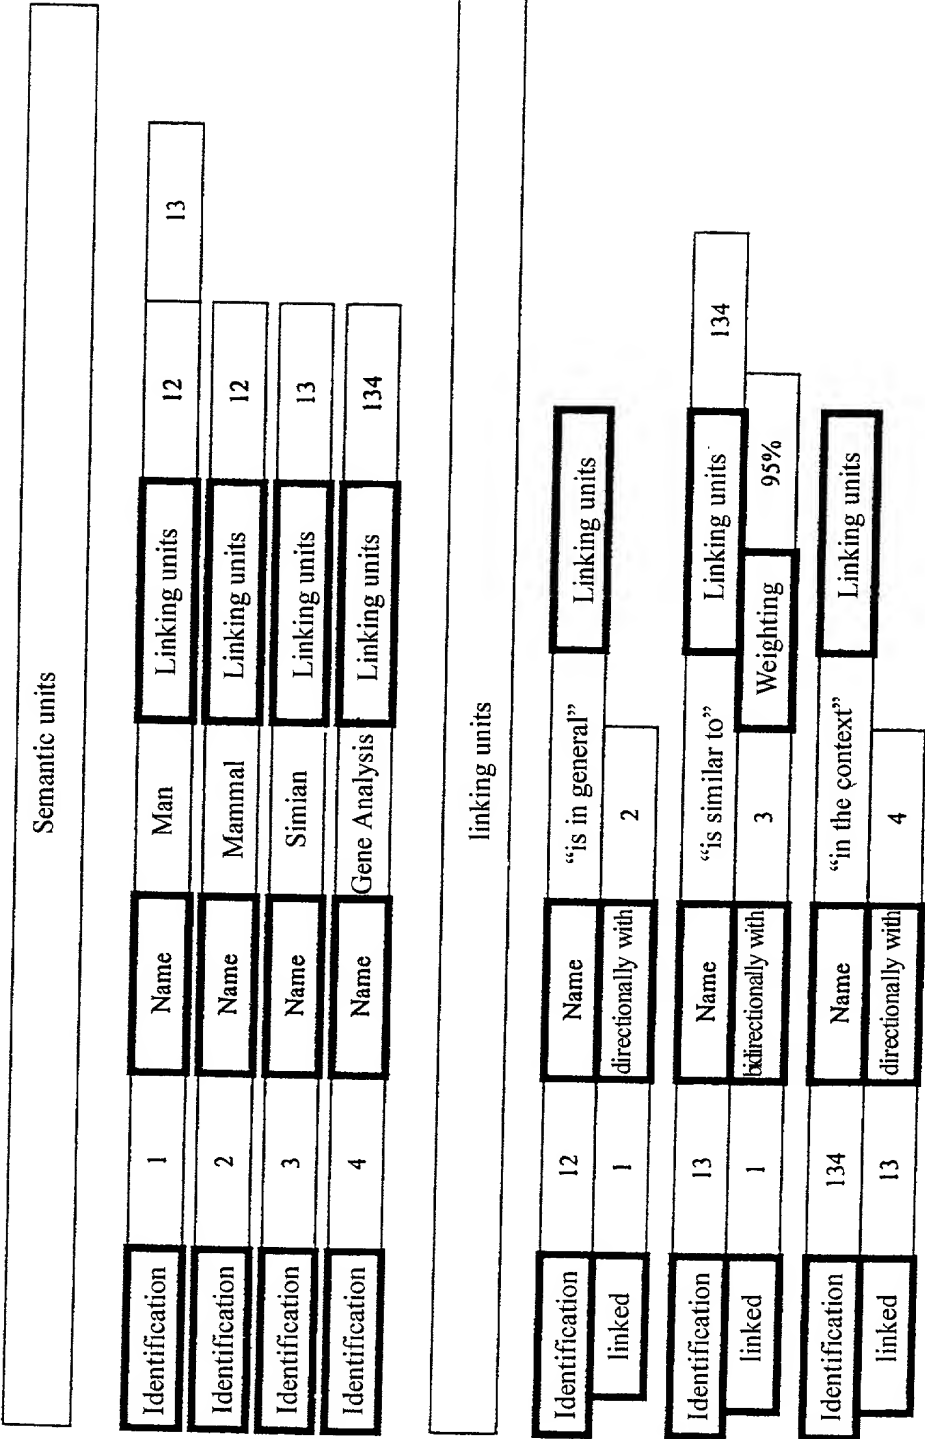 Semantic units
Identification 1 Name Man Linking units 12 13
Identification 2 Name Mammal Linking units 12
Identification 3 Name Simian Linking units 13
Identification 4 Name Gene Analysis Linking units 134
linking units
Identification 12 Name “is in general” Linking units
linked 1 directionally with 2
Identification 13 Name “is similar to” Linking units 134
linked 1 bidirectionally with 3 Weighting 95%
Identification 134 Name “in the context” Linking units
linked 13 directionally with 4